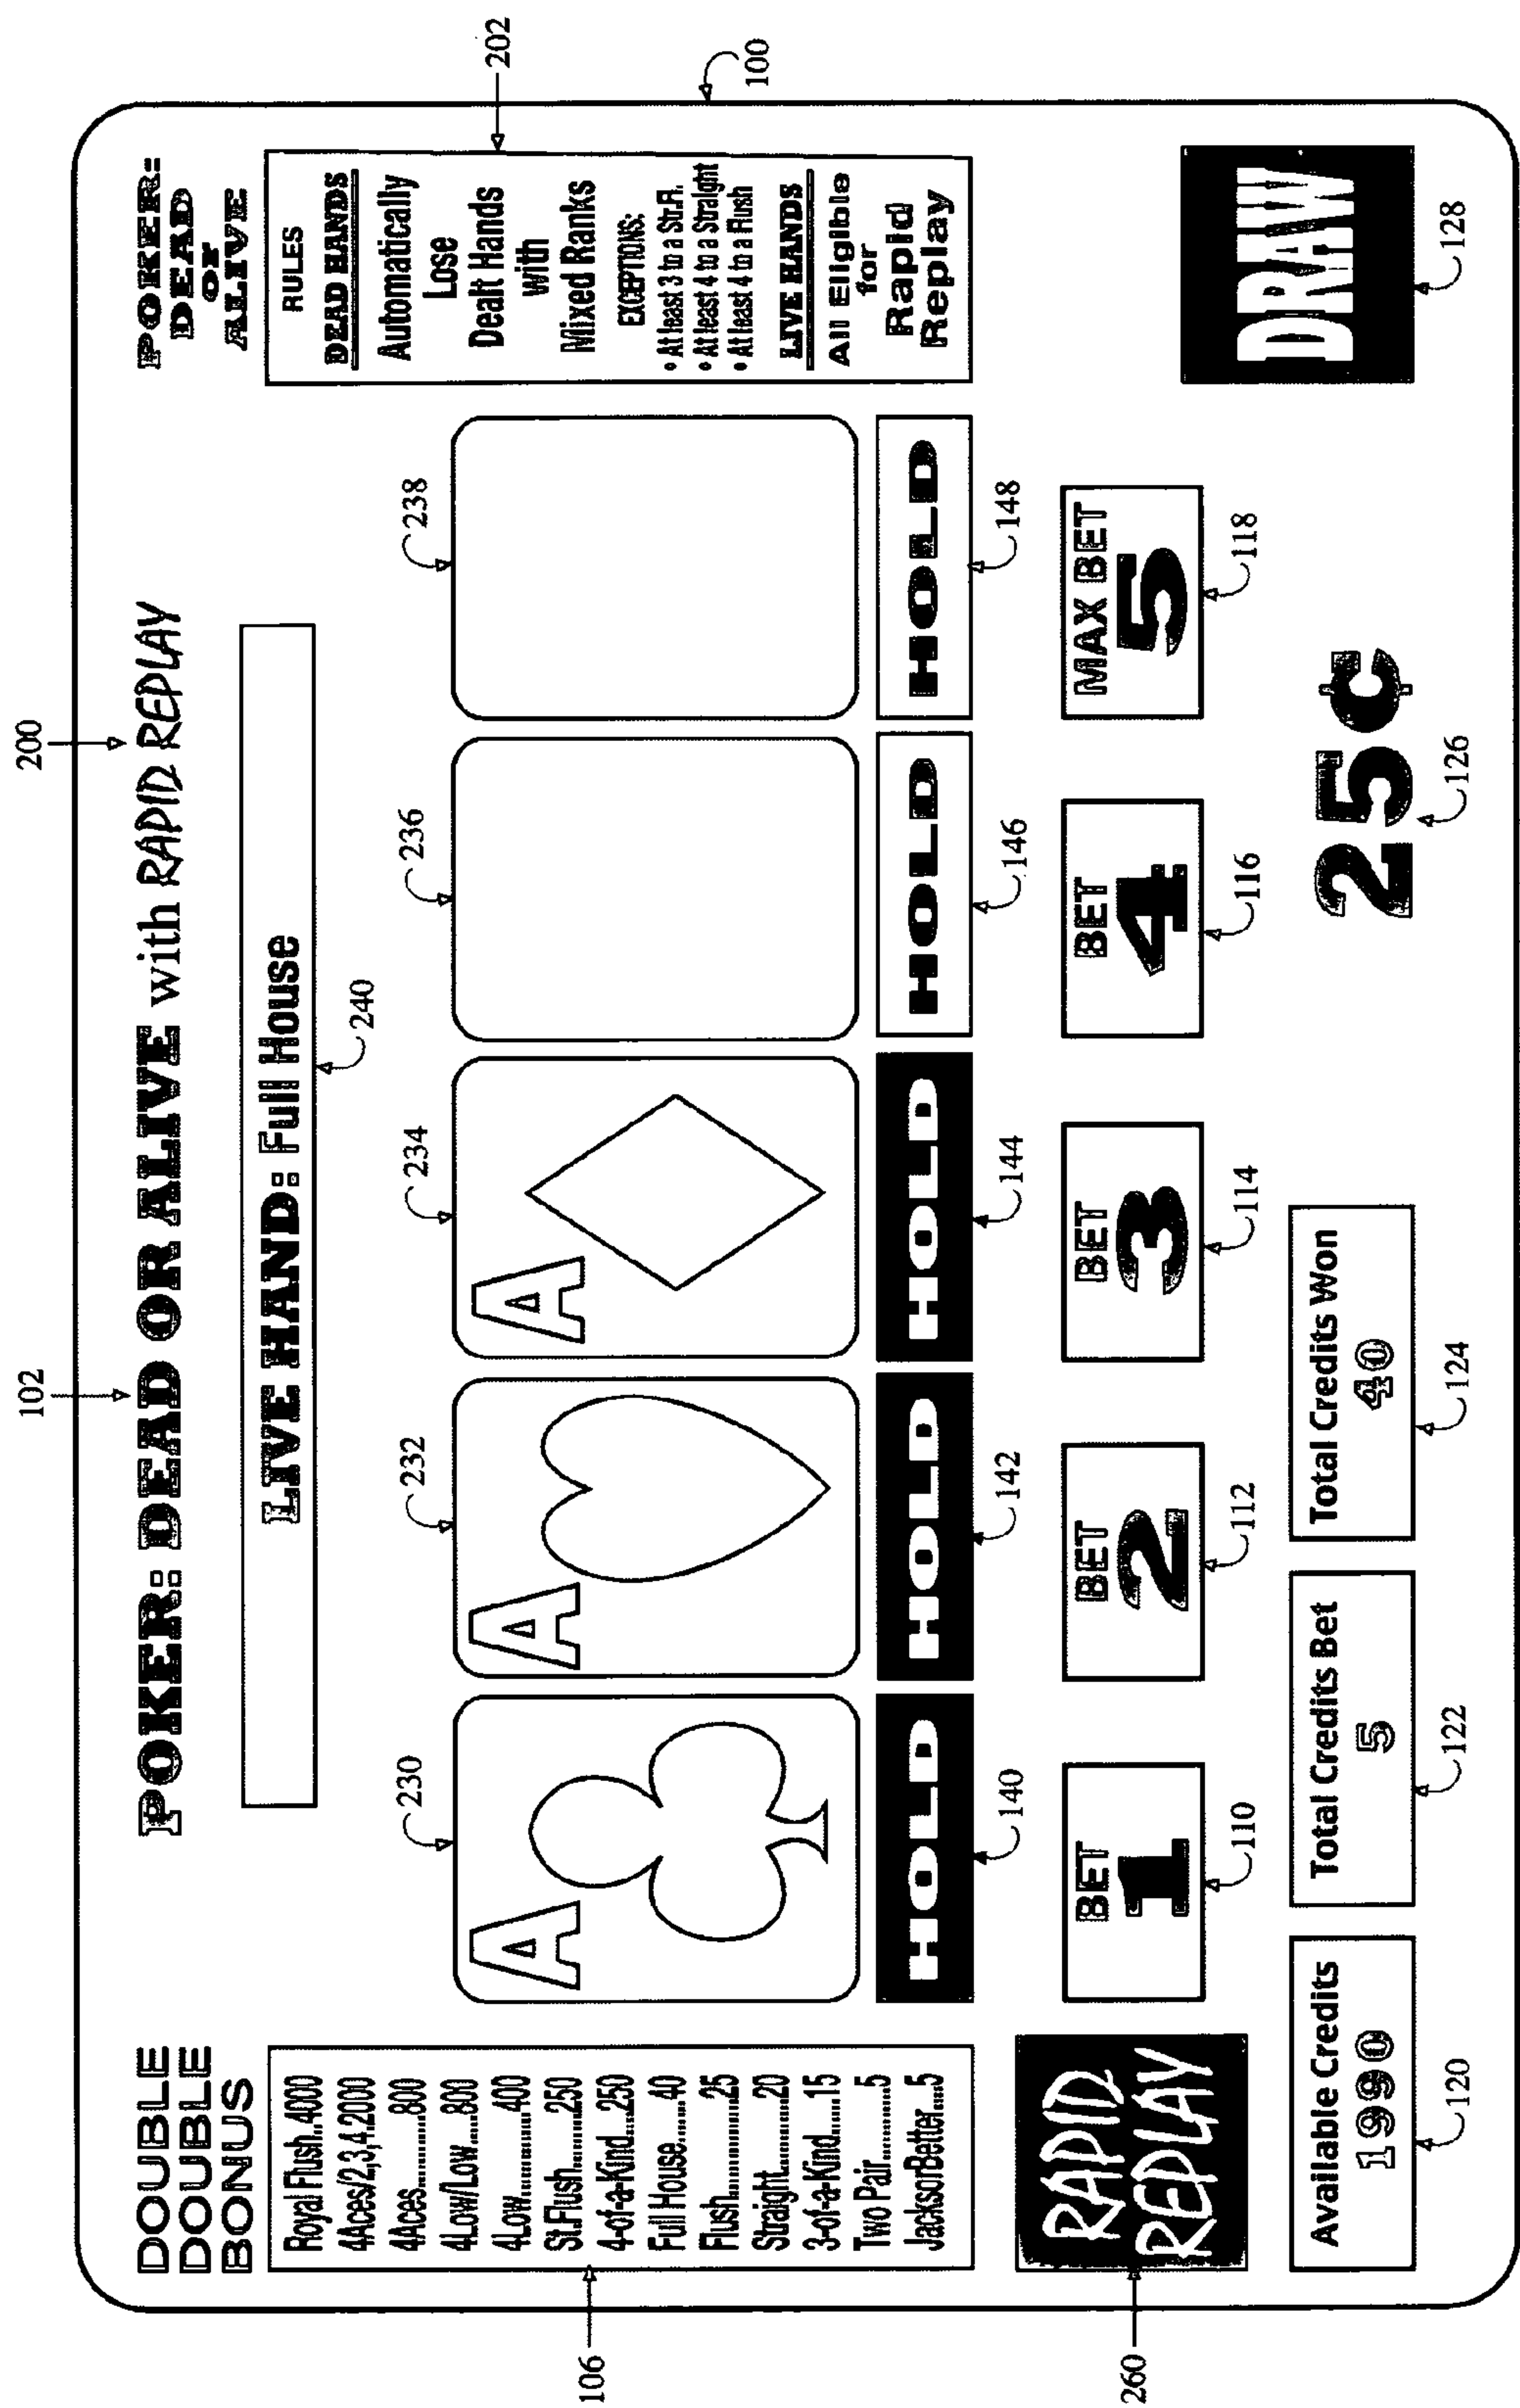 102
200
POKER: DEAD OR ALIVE with RAPID REPLAY
DOUBLE
DOUBLE
BONUS
POKER:
DEAD
or
ALIVE
202
100
LIVE HAND: Full House
240
Royal Flush..4000
4Aces/2,3,4.2000
4Aces............800
4Low/Low....800
4Low............400
St.Flush........250
4-of-a-Kind...250
Full House.....40
Flush..............25
Straight..........20
3-of-a-Kind....15
Two Pair.........5
JacksorBetter...5
106
RULES
DEAD HANDS
Automatically
Lose
Dealt Hands
with
Mixed Ranks
EXCEPTIONS:
• At least 3 to a Str.Fl.
• At least 4 to a Straight
• At least 4 to a Flush
LIVE HANDS
All Eligible
for
Rapid
Replay
230
232
234
236
238
A
A
A
HOLD
HOLD
HOLD
HOLD
HOLD
140
142
144
146
148
RAPID
REPLAY
260
BET
1
BET
2
BET
3
BET
4
MAX BET
5
110
112
114
116
118
DRAW
128
Available Credits
1990
Total Credits Bet
5
Total Credits Won
40
25¢
120
122
124
126